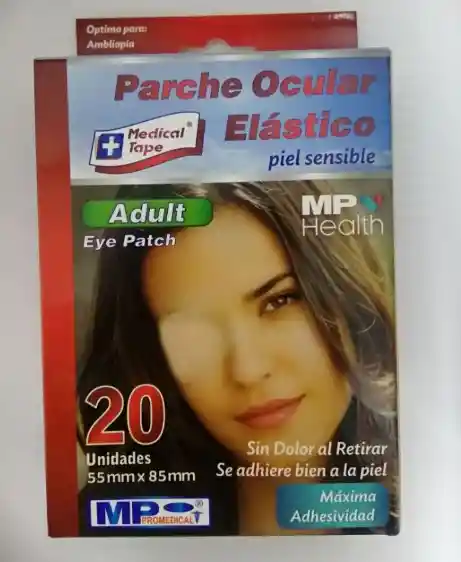 Optimo para:
Ambliopía
Parche Ocular
Elástico
piel sensible
Medical®
Tape
Adult
Eye Patch
MP
Health
20
Unidades
55mm x 85mm
Sin Dolor al Retirar
Se adhiere bien a la piel
Máxima
Adhesividad
MP®
PROMEDICAL